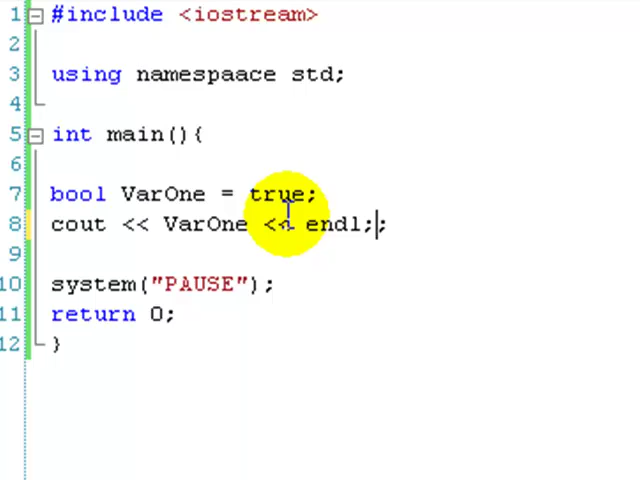 1 #include <iostream>
2
3 using namespaace std;
4
5 int main(){
6
7 bool VarOne = true;
8 cout << VarOne << endl;;
9
10 system("PAUSE");
11 return 0;
12 }